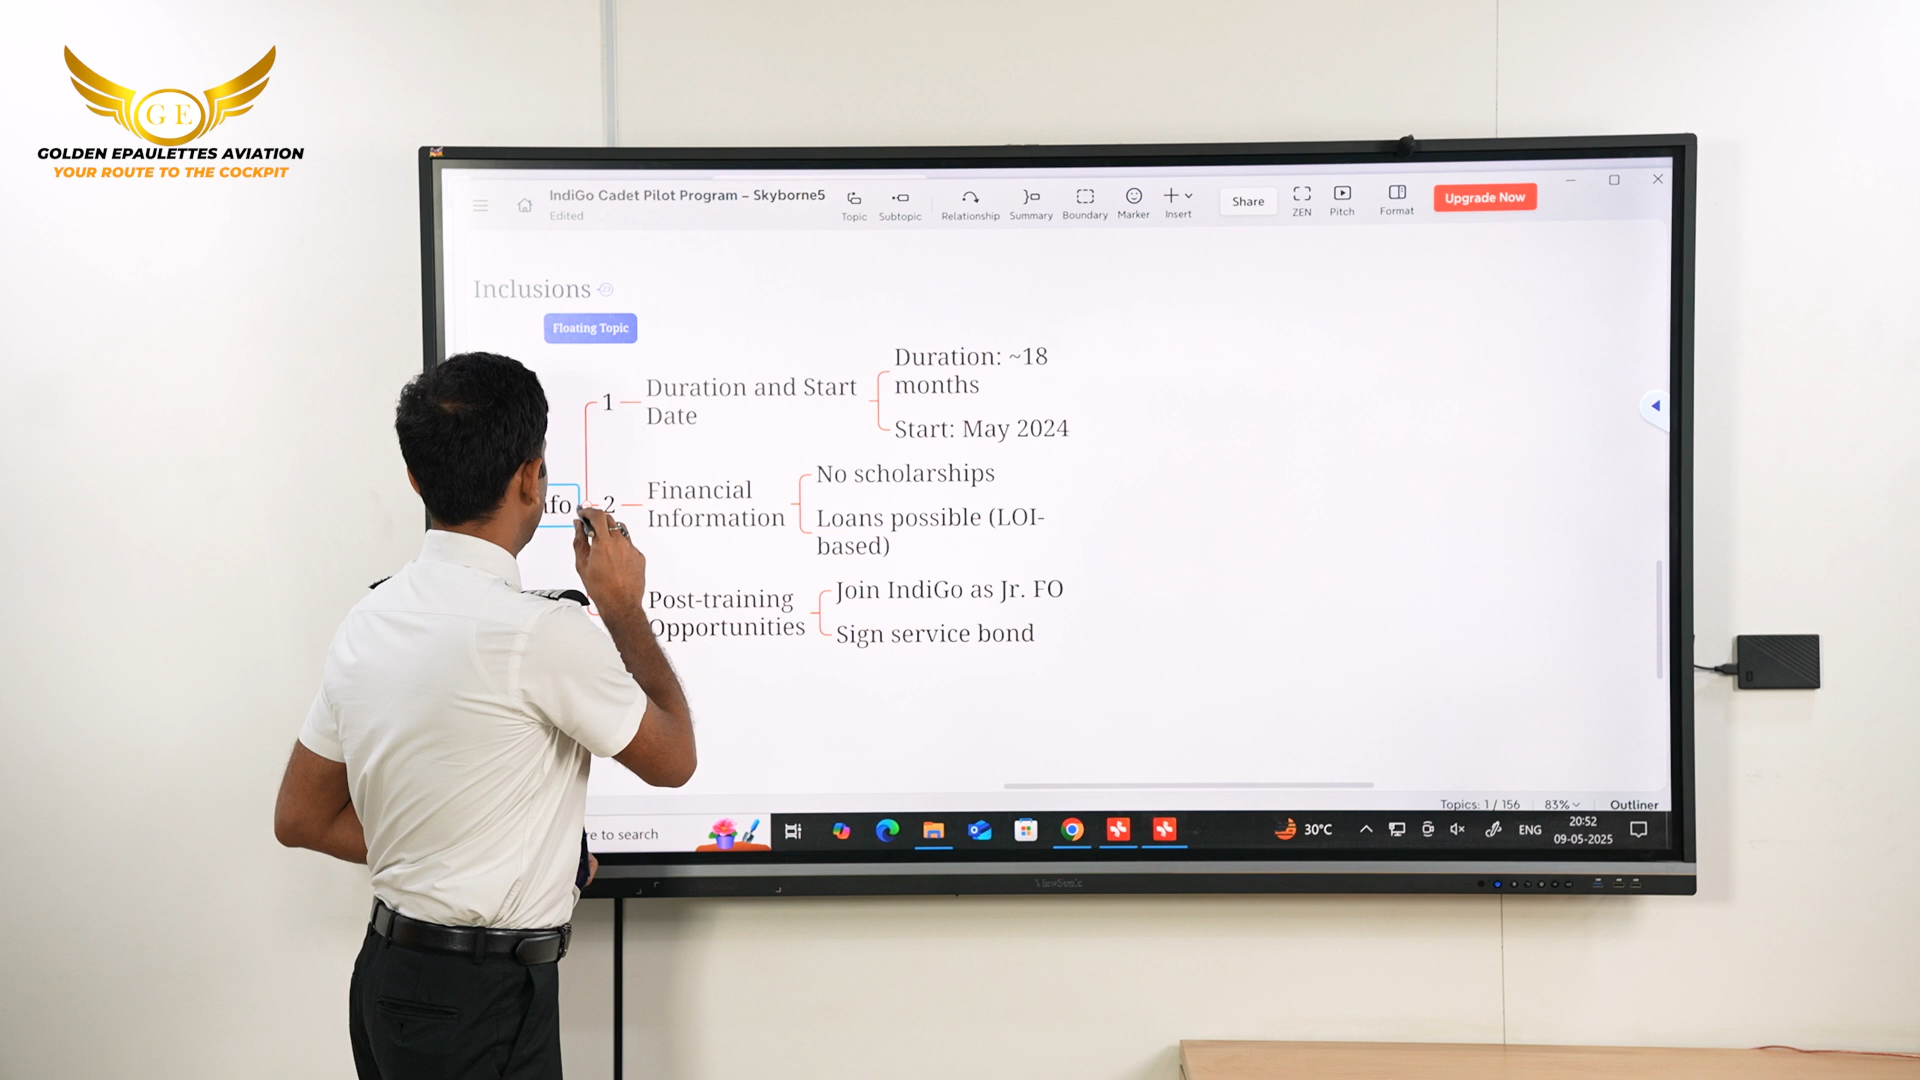 G E
GOLDEN EPAULETTES AVIATION
YOUR ROUTE TO THE COCKPIT
IndiGo Cadet Pilot Program – Skyborne5
Edited
Topic
Subtopic
Relationship
Summary
Boundary
Marker
Insert
Share
ZEN
Pitch
Format
Upgrade Now
Inclusions
Floating Topic
1
Duration and Start
Date
Duration: ~18
months
Start: May 2024
fo
2
Financial
Information
No scholarships
Loans possible (LOI-
based)
Post-training
Opportunities
Join IndiGo as Jr. FO
Sign service bond
Topics: 1 / 156
83%
Outliner
re to search
30°C
ENG
20:52
09-05-2025
ViewSonic